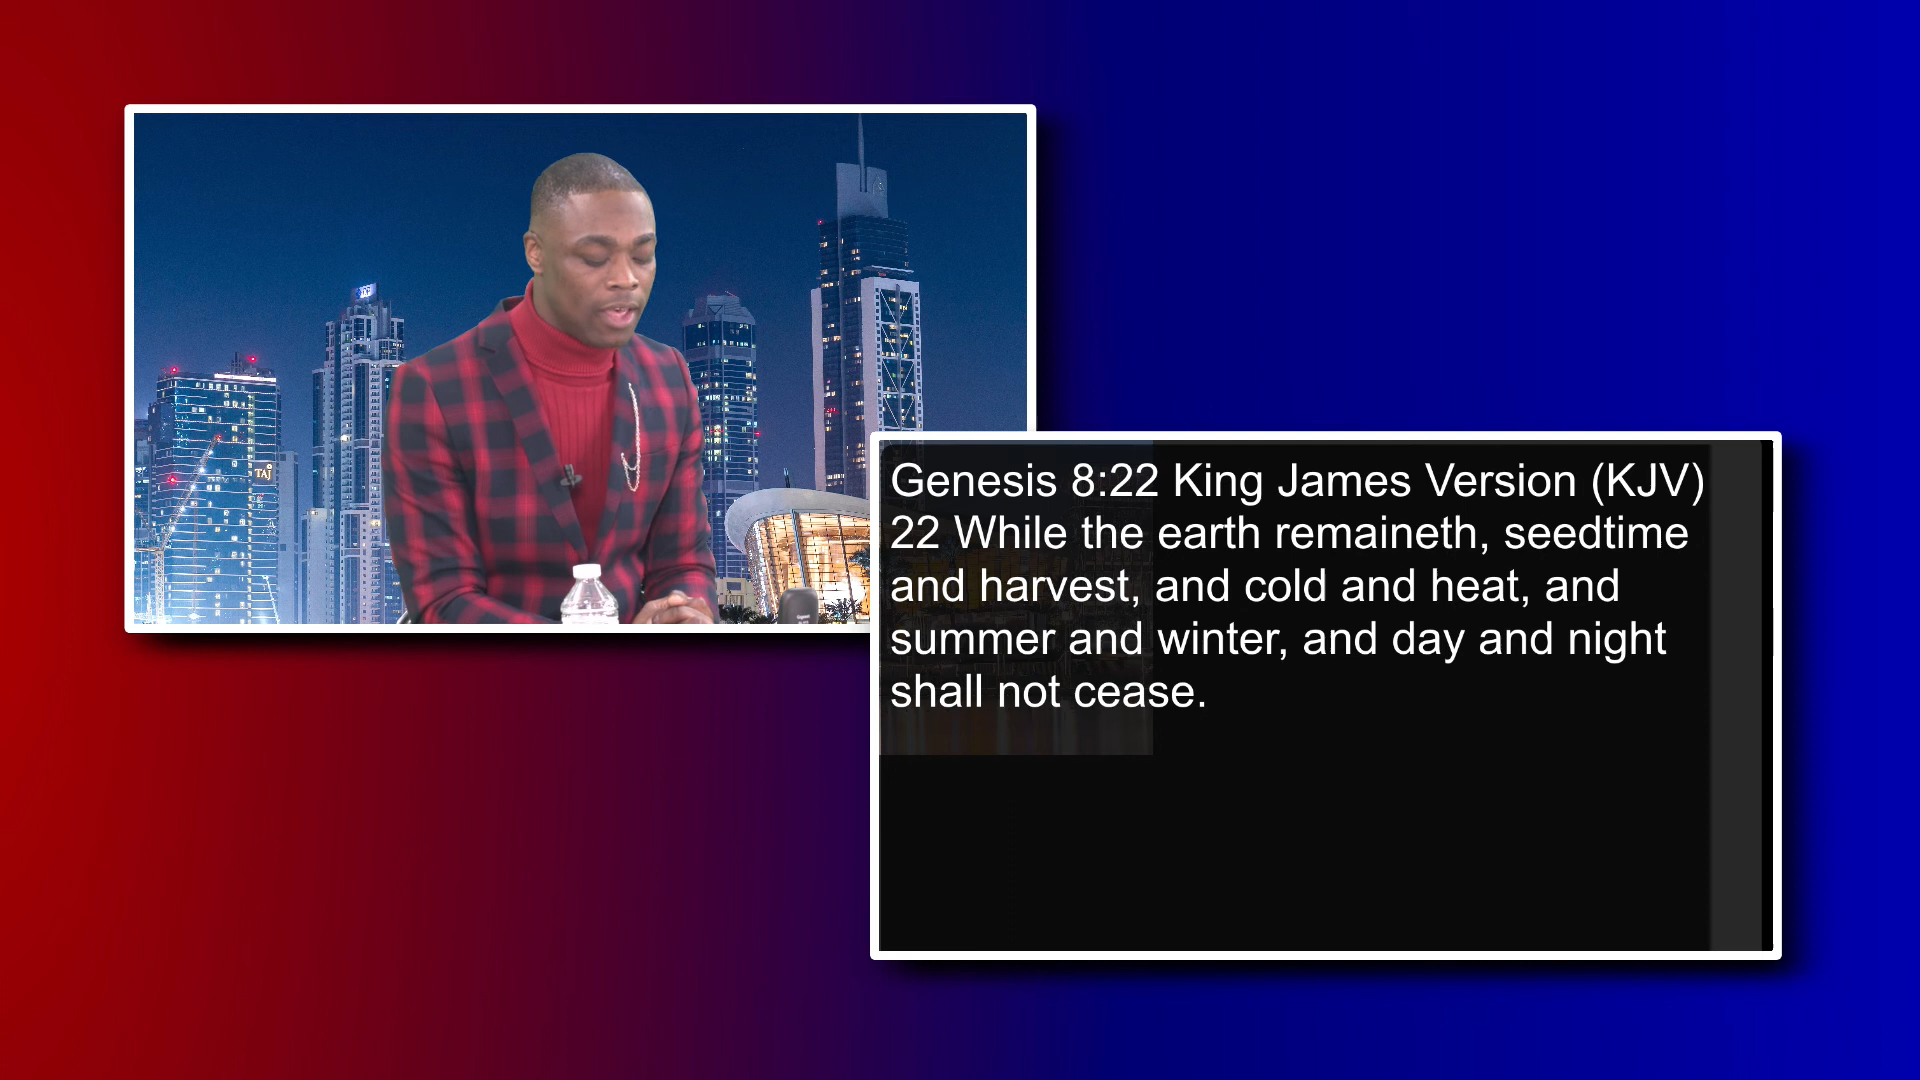 TAJ
Genesis 8:22 King James Version (KJV)
22 While the earth remaineth, seedtime
and harvest, and cold and heat, and
summer and winter, and day and night
shall not cease.